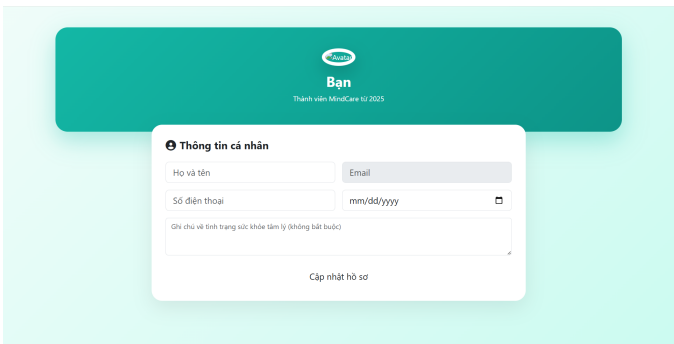 Avatar
Bạn
Thành viên MindCare từ 2025
Thông tin cá nhân
Họ và tên
Email
Số điện thoại
mm/dd/yyyy
Ghi chú về tình trạng sức khỏe tâm lý (không bắt buộc)
Cập nhật hồ sơ